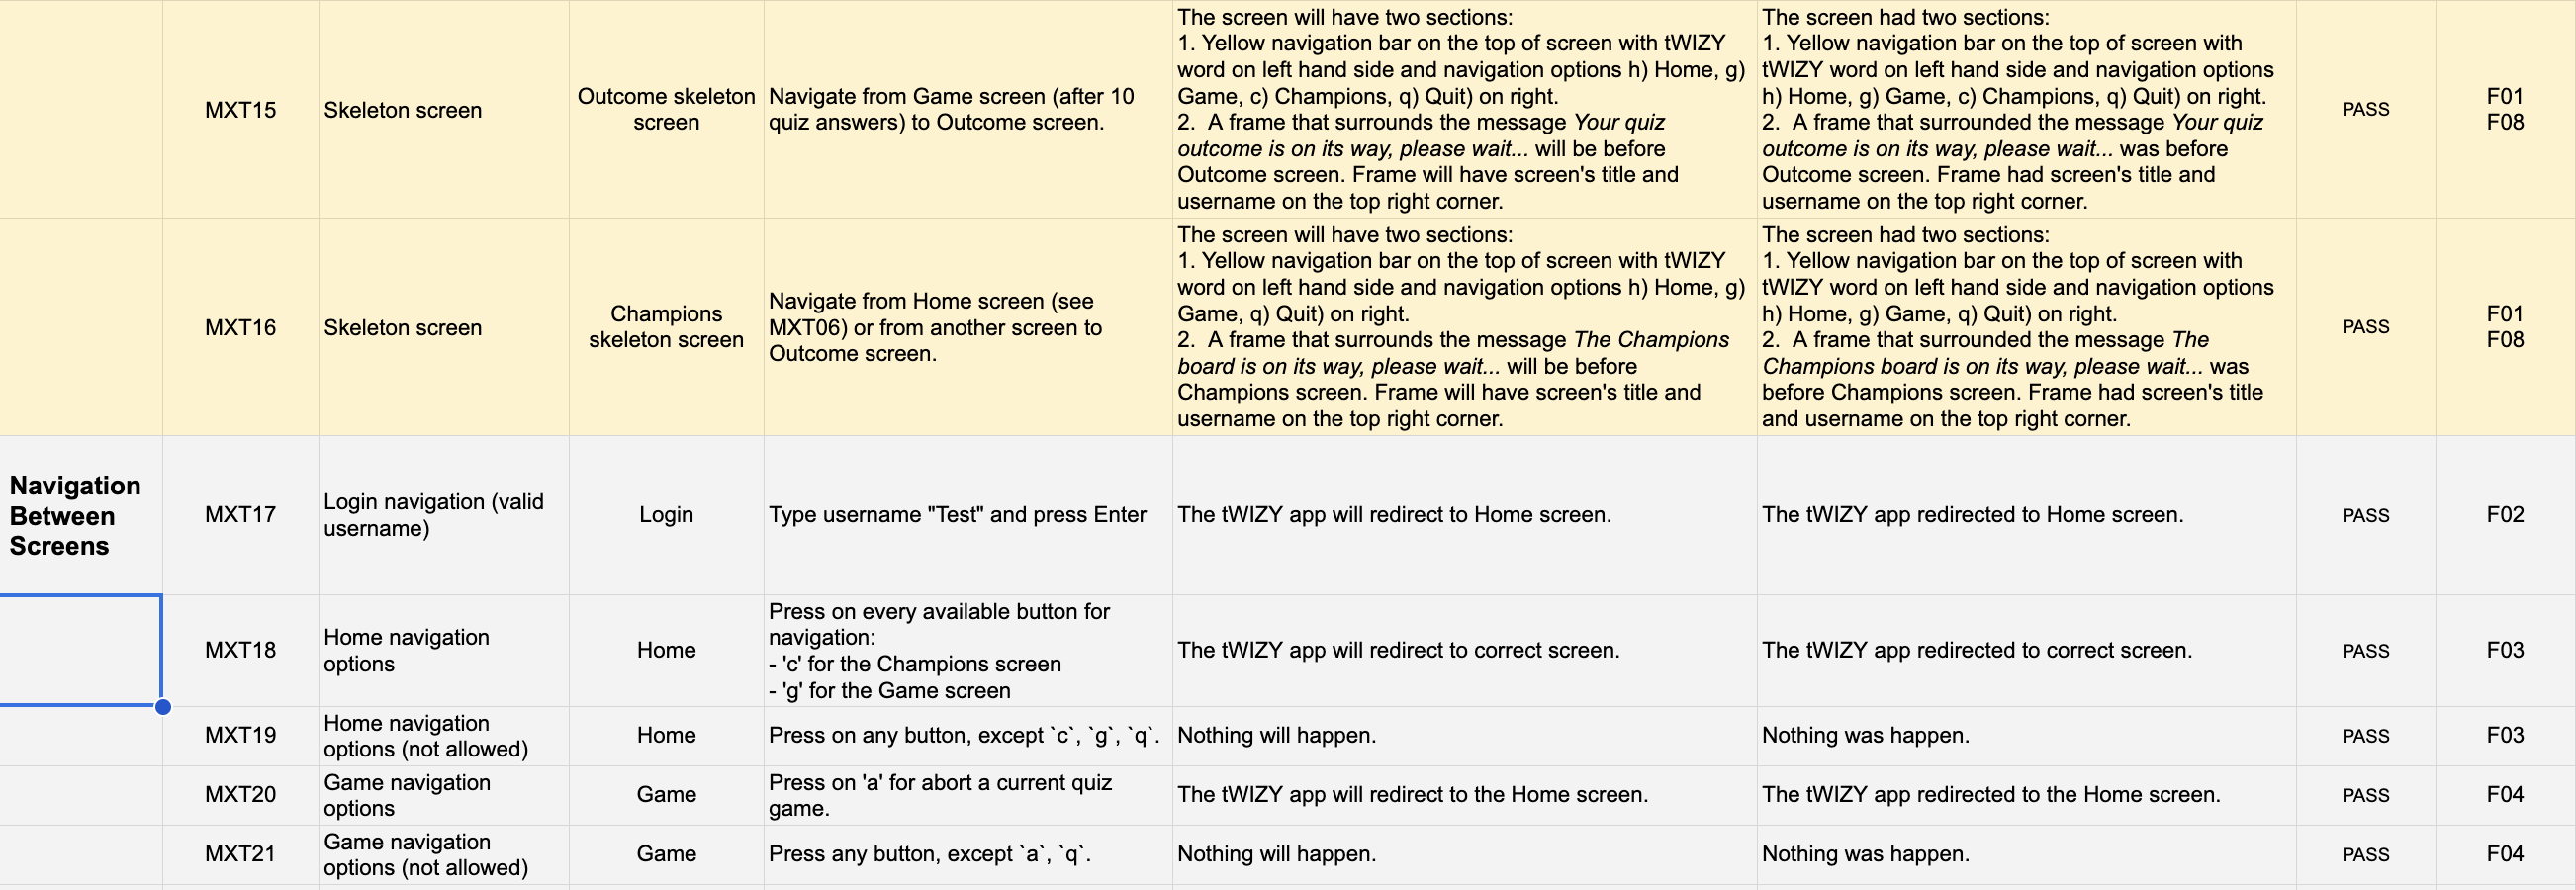 MXT15
Skeleton screen
Outcome skeleton
screen
Navigate from Game screen (after 10
quiz answers) to Outcome screen.
The screen will have two sections:
1. Yellow navigation bar on the top of screen with tWIZY
word on left hand side and navigation options h) Home, g)
Game, c) Champions, q) Quit) on right.
2.  A frame that surrounds the message Your quiz
outcome is on its way, please wait... will be before
Outcome screen. Frame will have screen's title and
username on the top right corner.
The screen had two sections:
1. Yellow navigation bar on the top of screen with
tWIZY word on left hand side and navigation options
h) Home, g) Game, c) Champions, q) Quit) on right.
2.  A frame that surrounded the message Your quiz
outcome is on its way, please wait... was before
Outcome screen. Frame had screen's title and
username on the top right corner.
PASS
F01
F08
MXT16
Skeleton screen
Champions
skeleton screen
Navigate from Home screen (see
MXT06) or from another screen to
Outcome screen.
The screen will have two sections:
1. Yellow navigation bar on the top of screen with tWIZY
word on left hand side and navigation options h) Home, g)
Game, q) Quit) on right.
2.  A frame that surrounds the message The Champions
board is on its way, please wait... will be before
Champions screen. Frame will have screen's title and
username on the top right corner.
The screen had two sections:
1. Yellow navigation bar on the top of screen with
tWIZY word on left hand side and navigation options
h) Home, g) Game, q) Quit) on right.
2.  A frame that surrounded the message The
Champions board is on its way, please wait... was
before Champions screen. Frame had screen's title
and username on the top right corner.
PASS
F01
F08
Navigation
Between
Screens
MXT17
Login navigation (valid
username)
Login
Type username "Test" and press Enter
The tWIZY app will redirect to Home screen.
The tWIZY app redirected to Home screen.
PASS
F02
MXT18
Home navigation
options
Home
Press on every available button for
navigation:
- 'c' for the Champions screen
- 'g' for the Game screen
The tWIZY app will redirect to correct screen.
The tWIZY app redirected to correct screen.
PASS
F03
MXT19
Home navigation
options (not allowed)
Home
Press on any button, except `c`, `g`, `q`.
Nothing will happen.
Nothing was happen.
PASS
F03
MXT20
Game navigation
options
Game
Press on 'a' for abort a current quiz
game.
The tWIZY app will redirect to the Home screen.
The tWIZY app redirected to the Home screen.
PASS
F04
MXT21
Game navigation
options (not allowed)
Game
Press any button, except `a`, `q`.
Nothing will happen.
Nothing was happen.
PASS
F04